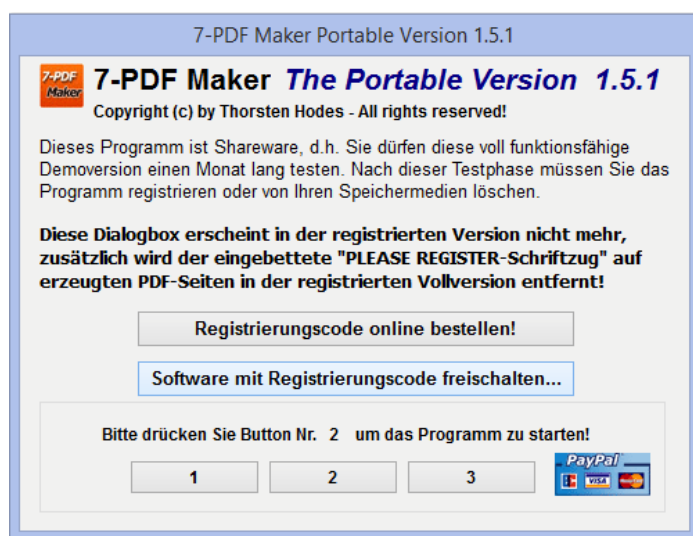 7-PDF Maker Portable Version 1.5.1
7-PDF Maker
7-PDF Maker The Portable Version 1.5.1
Copyright (c) by Thorsten Hodes - All rights reserved!
Dieses Programm ist Shareware, d.h. Sie dürfen diese voll funktionsfähige
Demoversion einen Monat lang testen. Nach dieser Testphase müssen Sie das
Programm registrieren oder von Ihren Speichermedien löschen.
Diese Dialogbox erscheint in der registrierten Version nicht mehr,
zusätzlich wird der eingebettete "PLEASE REGISTER-Schriftzug" auf
erzeugten PDF-Seiten in der registrierten Vollversion entfernt!
Registrierungscode online bestellen!
Software mit Registrierungscode freischalten...
Bitte drücken Sie Button Nr. 2 um das Programm zu starten!
1 2 3
PayPal
VISA